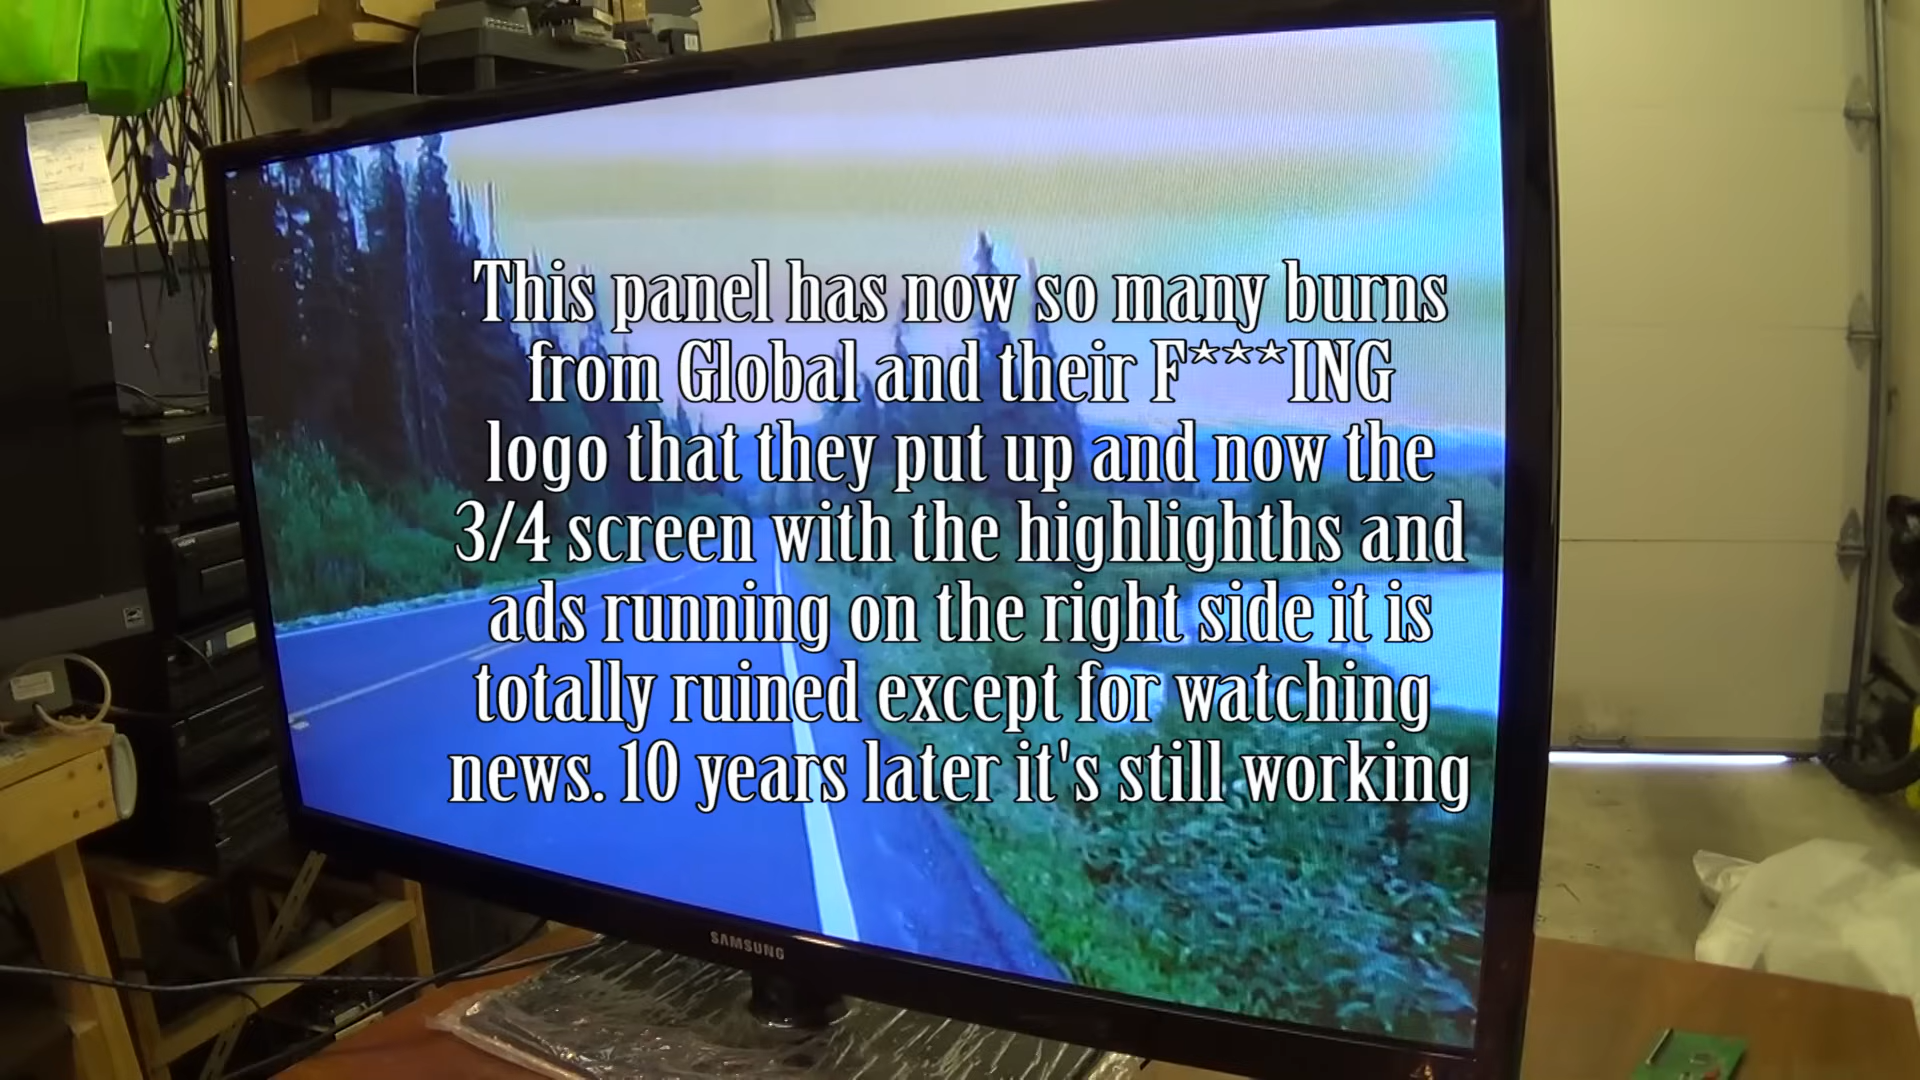 This panel has now so many burns
from Global and their F***ING
logo that they put up and now the
3/4 screen with the highlighths and
ads running on the right side it is
totally ruined except for watching
news. 10 years later it's still working
SONY
SAMSUNG